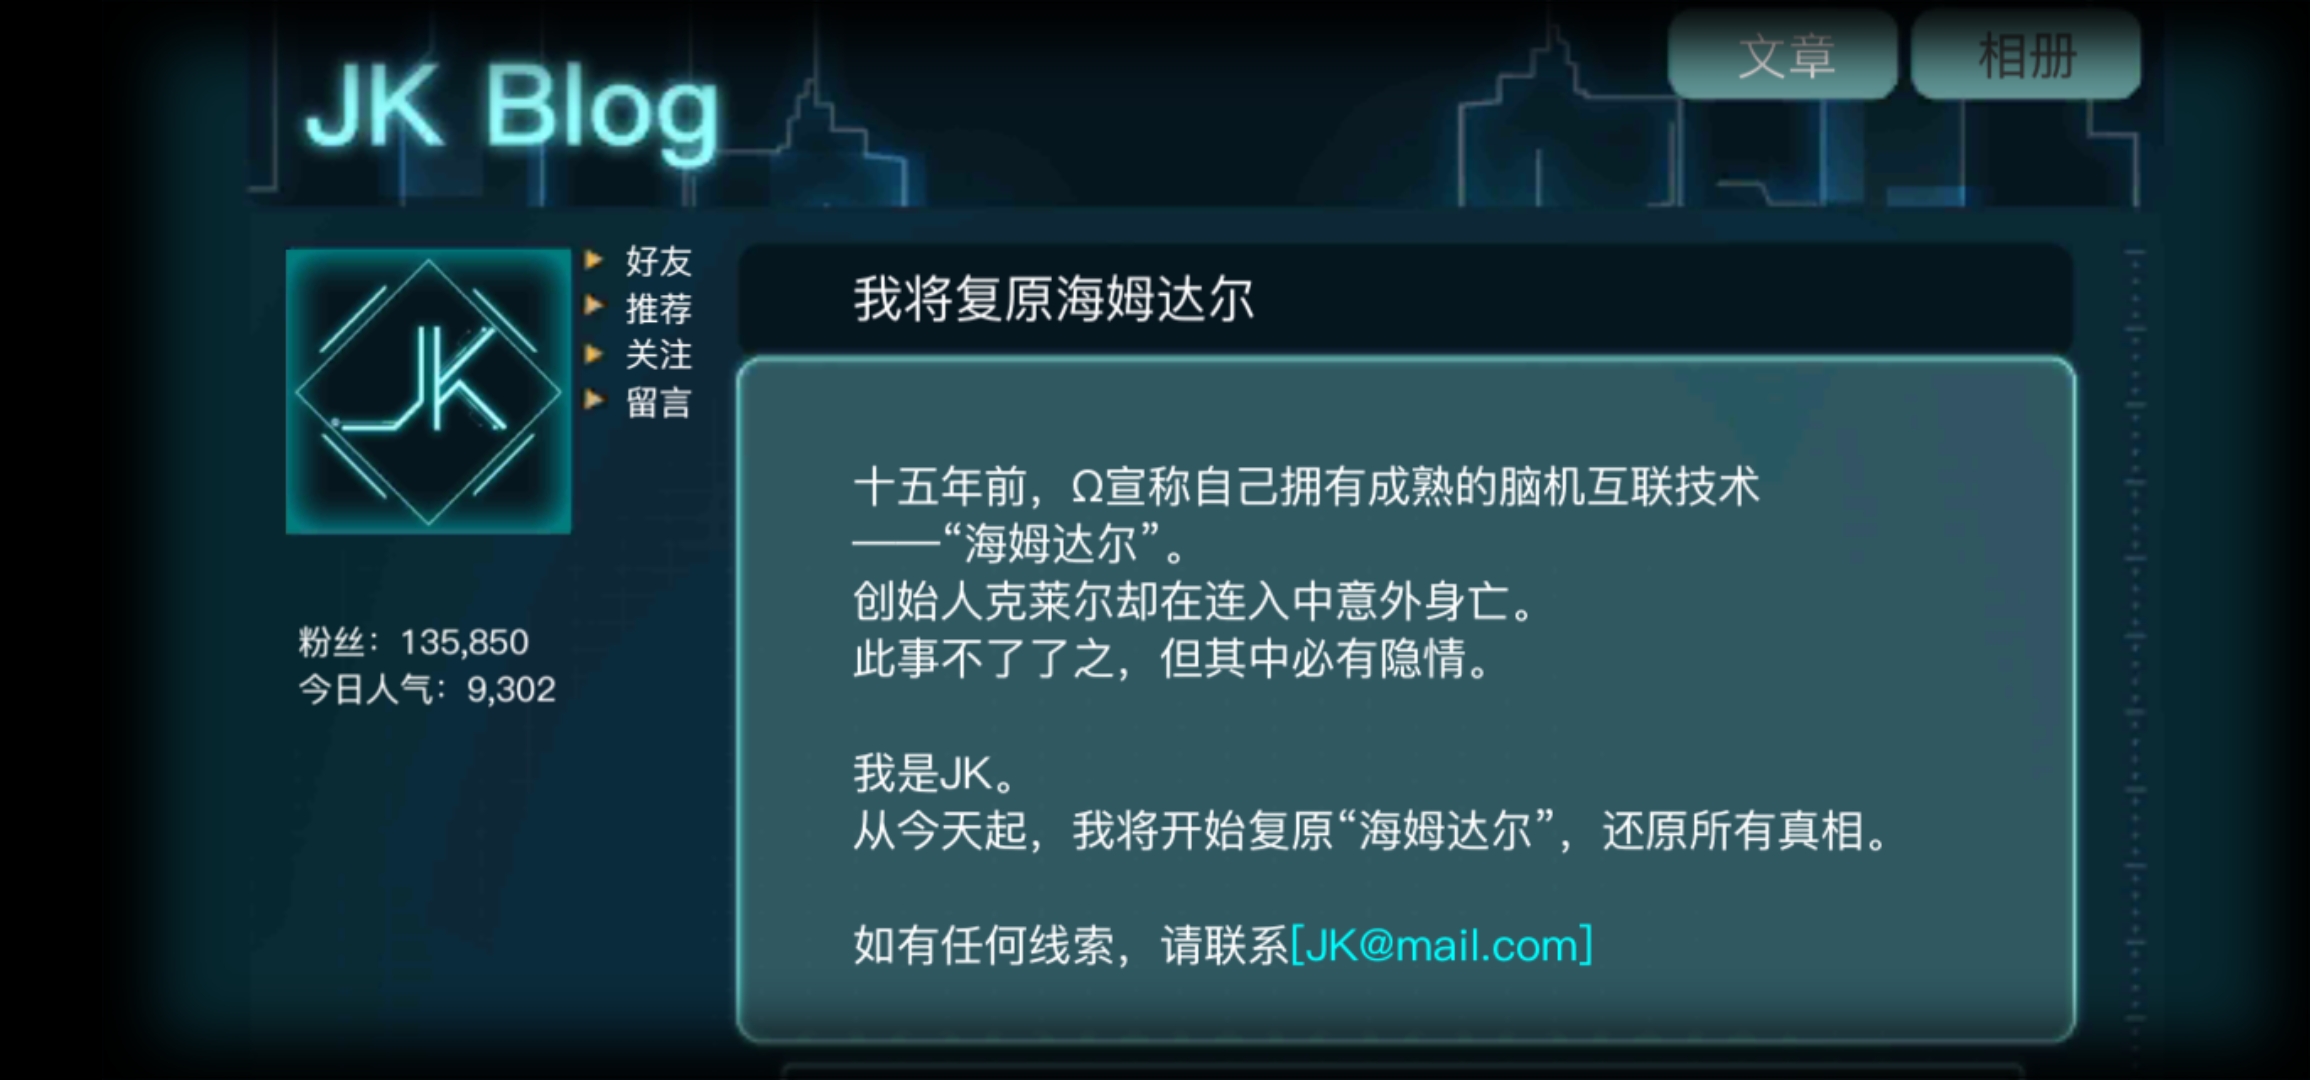 JK Blog
文章
相册
JK
好友
推荐
关注
留言
粉丝：135,850
今日人气：9,302
我将复原海姆达尔
十五年前，Ω宣称自己拥有成熟的脑机互联技术
——“海姆达尔”。
创始人克莱尔却在连入中意外身亡。
此事不了了之，但其中必有隐情。
我是JK。
从今天起，我将开始复原“海姆达尔”，还原所有真相。
如有任何线索，请联系[JK@mail.com]